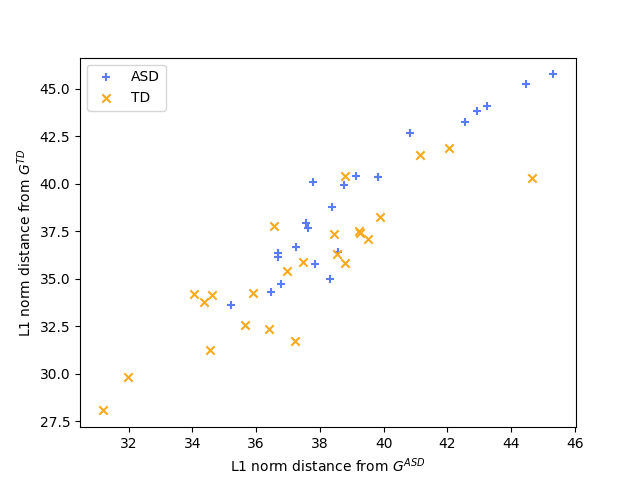 ASD
TD
45.0
42.5
40.0
37.5
35.0
32.5
30.0
27.5
L1 norm distance from G^{TD}
32 34 36 38 40 42 44 46
L1 norm distance from G^{ASD}